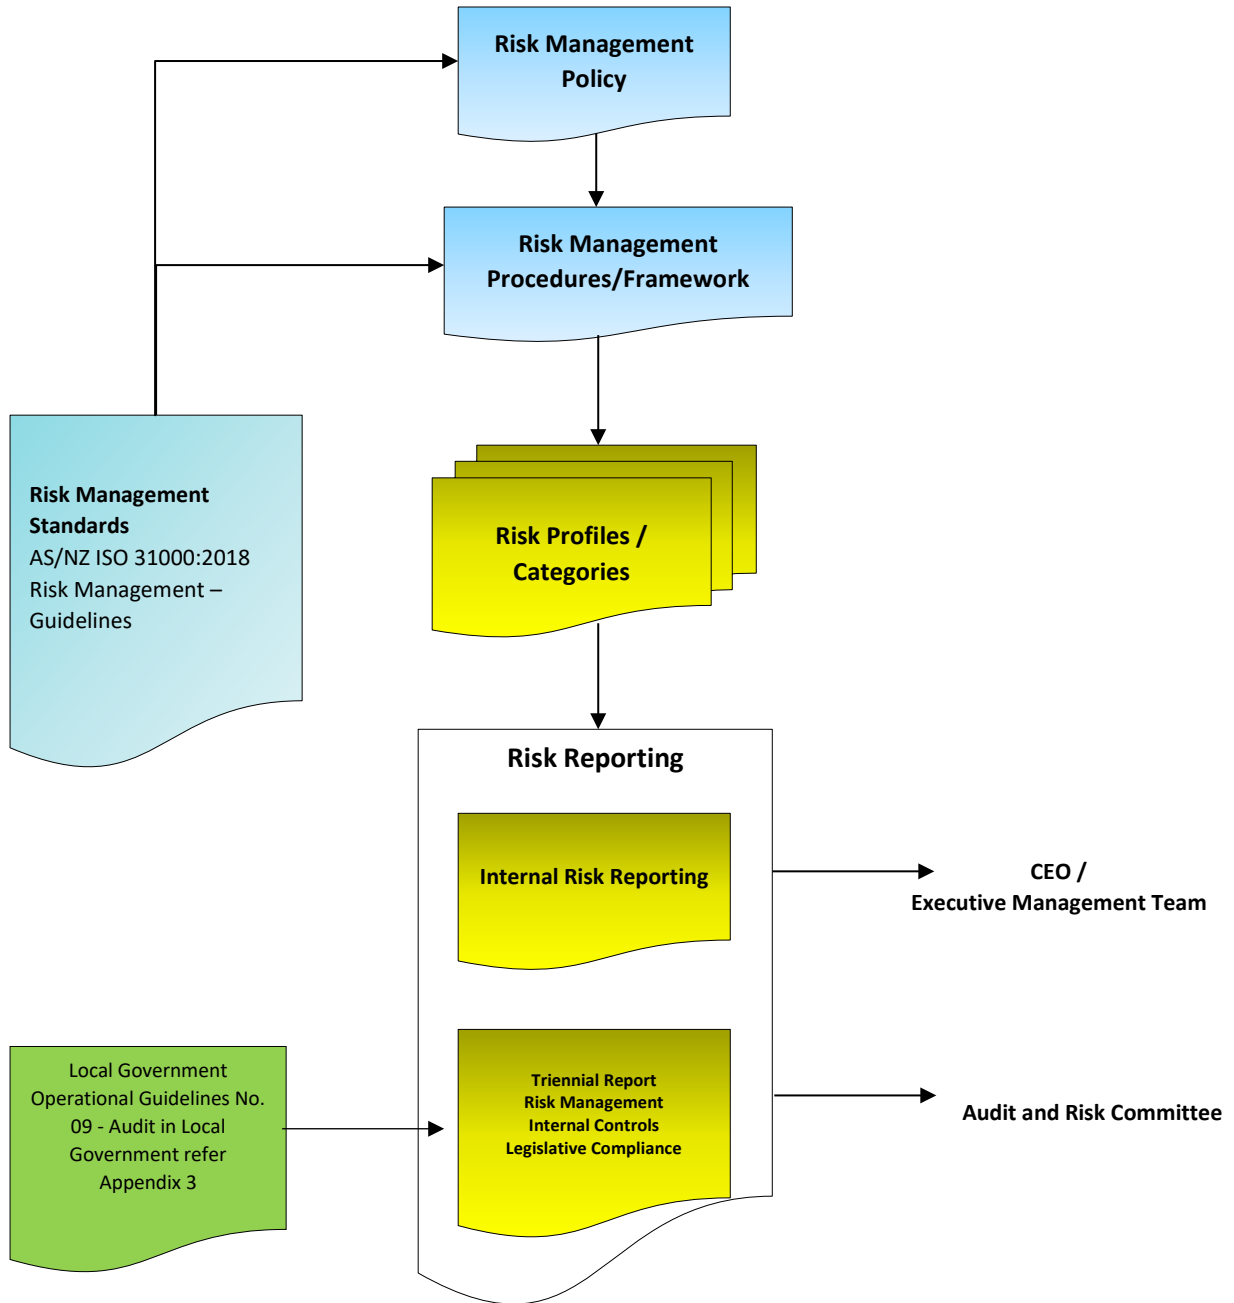 Risk Management
Policy
Risk Management
Procedures/Framework
Risk Management
Standards
AS/NZ ISO 31000:2018
Risk Management –
Guidelines
Risk Profiles /
Categories
Risk Reporting
Internal Risk Reporting
CEO /
Executive Management Team
Local Government
Operational Guidelines No.
09 - Audit in Local
Government refer
Appendix 3
Triennial Report
Risk Management
Internal Controls
Legislative Compliance
Audit and Risk Committee